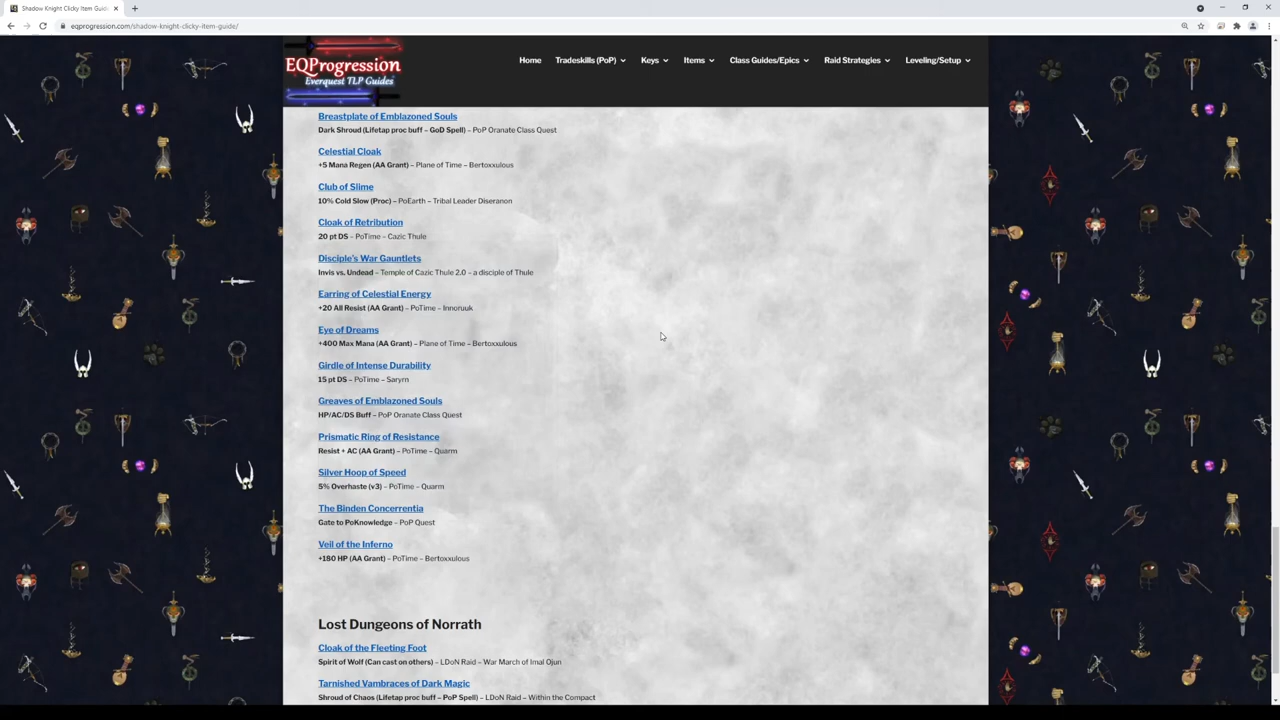 Shadow Knight Clicky Item Guid
eqprogression.com/shadow-knight-clicky-item-guide/
EQProgression
Everquest TLP Guides
Home Tradeskills (PoP) Keys Items Class Guides/Epics Raid Strategies Leveling/Setup
Breastplate of Emblazoned Souls
Dark Shroud (Lifetap proc buff – GoD Spell) – PoP Oranate Class Quest
Celestial Cloak
+5 Mana Regen (AA Grant) – Plane of Time – Bertoxxulous
Club of Slime
10% Cold Slow (Proc) – PoEarth – Tribal Leader Diseranon
Cloak of Retribution
20 pt DS – PoTime – Cazic Thule
Disciple's War Gauntlets
Invis vs. Undead – Temple of Cazic Thule 2.0 – a disciple of Thule
Earring of Celestial Energy
+20 All Resist (AA Grant) – PoTime – Innoruuk
Eye of Dreams
+400 Max Mana (AA Grant) – Plane of Time – Bertoxxulous
Girdle of Intense Durability
15 pt DS – PoTime – Saryrn
Greaves of Emblazoned Souls
HP/AC/DS Buff – PoP Oranate Class Quest
Prismatic Ring of Resistance
Resist + AC (AA Grant) – PoTime – Quarm
Silver Hoop of Speed
5% Overhaste (v3) – PoTime – Quarm
The Binden Concerrentia
Gate to PoKnowledge – PoP Quest
Veil of the Inferno
+180 HP (AA Grant) – PoTime – Bertoxxulous
Lost Dungeons of Norrath
Cloak of the Fleeting Foot
Spirit of Wolf (Can cast on others) – LDoN Raid – War March of Imal Ojun
Tarnished Vambraces of Dark Magic
Shroud of Chaos (Lifetap proc buff – PoP Spell) – LDoN Raid – Within the Compact